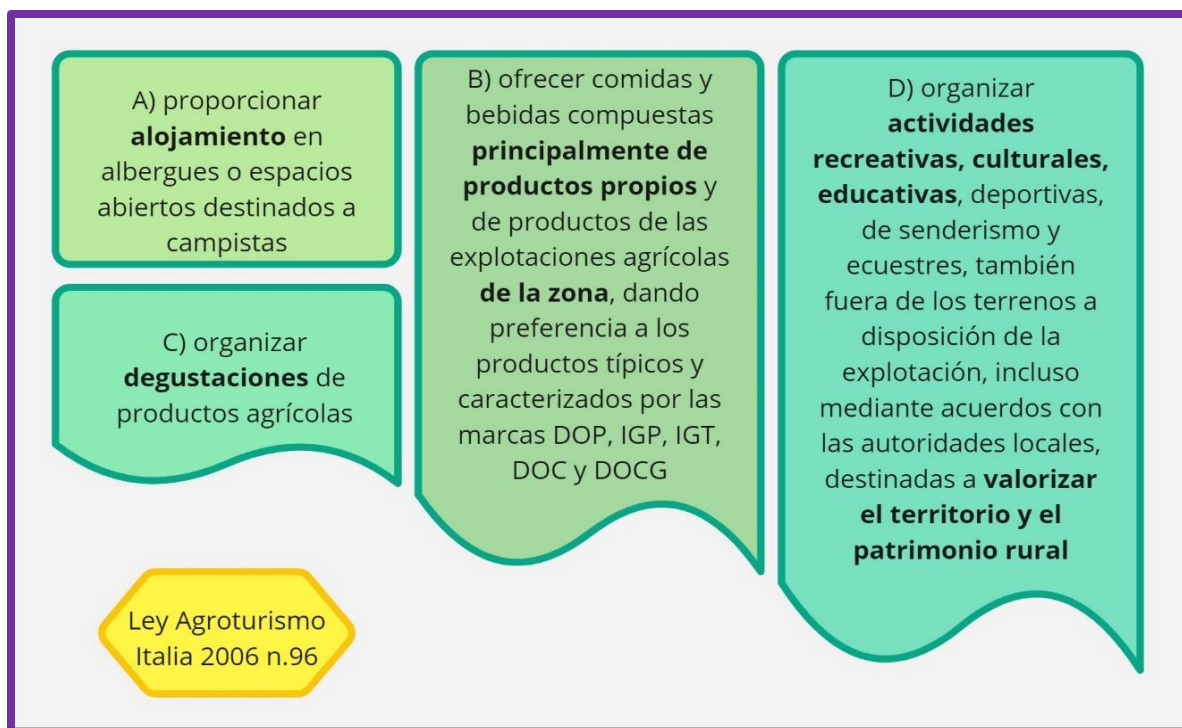 A) proporcionar
alojamiento en
albergues o espacios
abiertos destinados a
campistas
B) ofrecer comidas y
bebidas compuestas
principalmente de
productos propios y
de productos de las
explotaciones agrícolas
de la zona, dando
preferencia a los
productos típicos y
caracterizados por las
marcas DOP, IGP, IGT,
DOC y DOCG
C) organizar
degustaciones de
productos agrícolas
D) organizar
actividades
recreativas, culturales,
educativas, deportivas,
de senderismo y
ecuestres, también
fuera de los terrenos a
disposición de la
explotación, incluso
mediante acuerdos con
las autoridades locales,
destinadas a valorizar
el territorio y el
patrimonio rural
Ley Agroturismo
Italia 2006 n.96